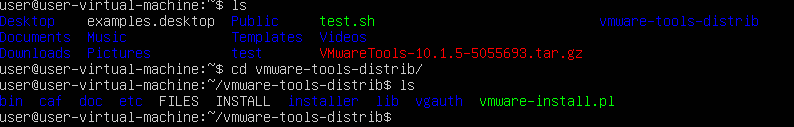 user@user-virtual-machine:~$ ls
Desktop examples.desktop Public test.sh vmware-tools-distrib
Documents Music Templates Videos
Downloads Pictures test VMwareTools-10.1.5-5055693.tar.gz
user@user-virtual-machine:~$ cd vmware-tools-distrib/
user@user-virtual-machine:~/vmware-tools-distrib$ ls
bin caf doc etc FILES INSTALL installer lib vgauth vmware-install.pl
user@user-virtual-machine:~/vmware-tools-distrib$